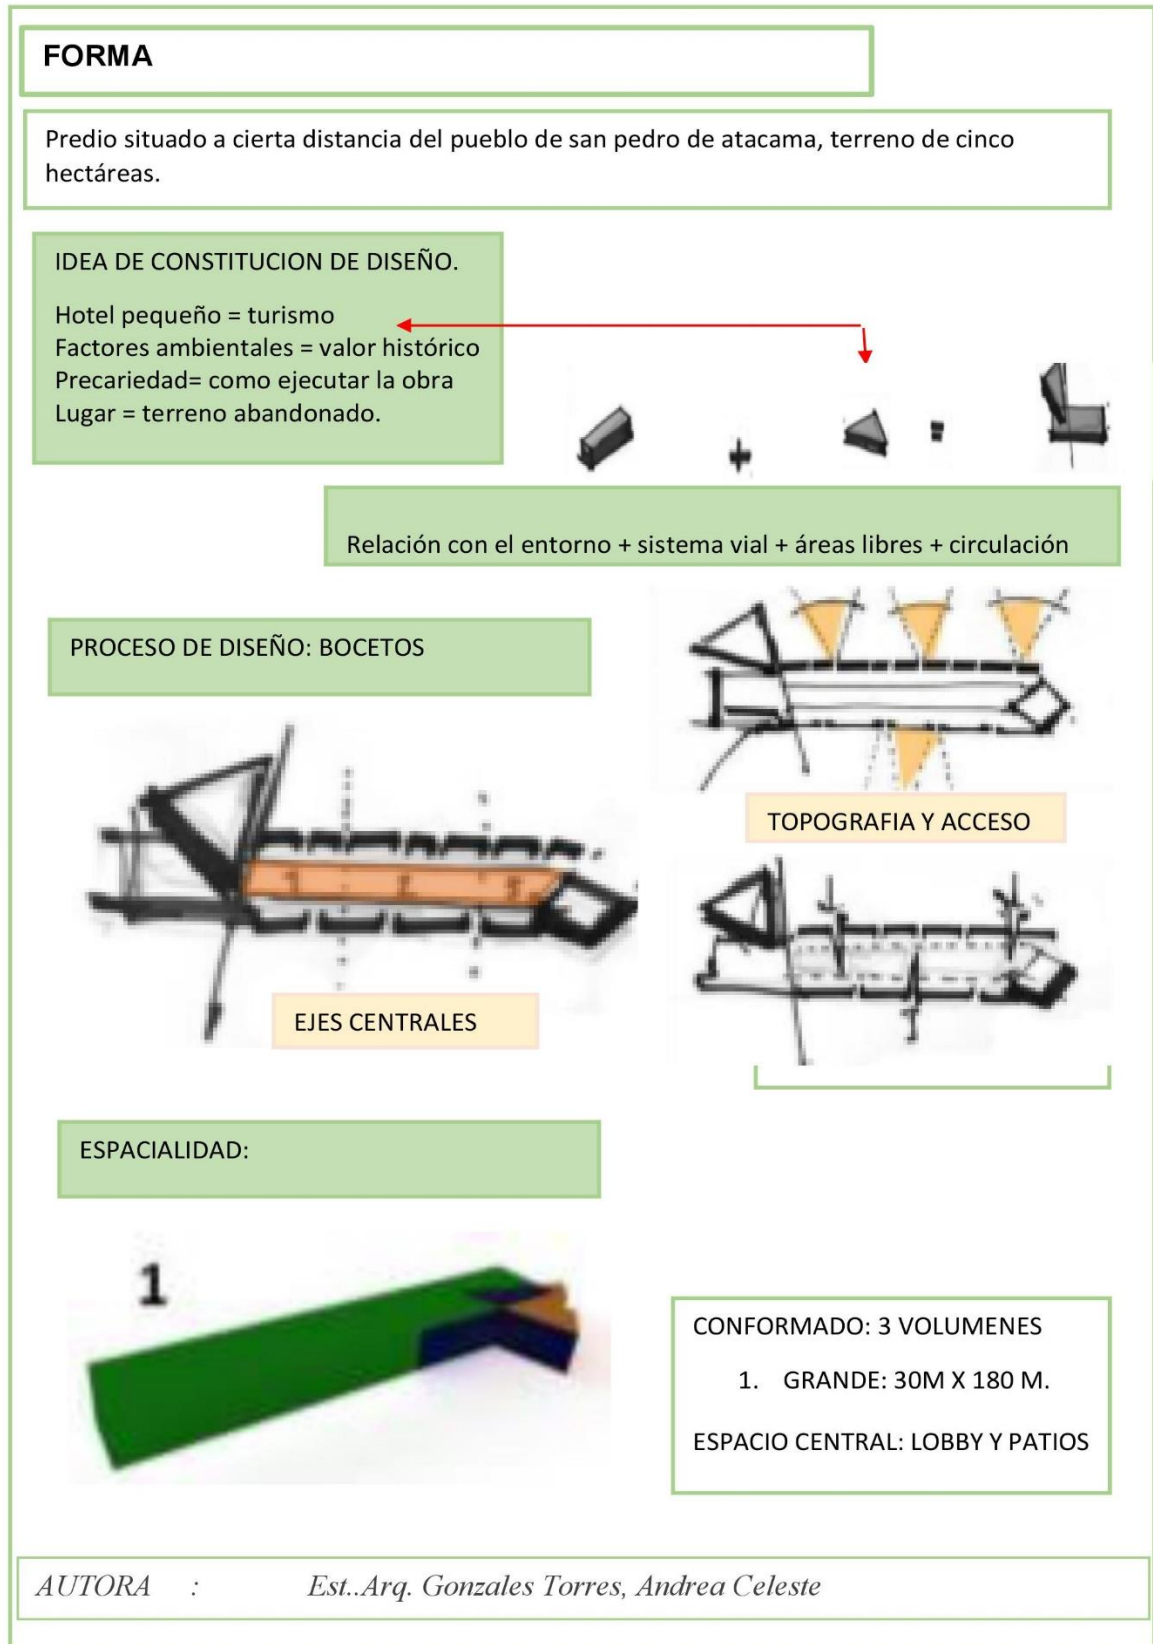 FORMA
Predio situado a cierta distancia del pueblo de san pedro de atacama, terreno de cinco
hectáreas.
IDEA DE CONSTITUCION DE DISEÑO.
Hotel pequeño = turismo
Factores ambientales = valor histórico
Precariedad= como ejecutar la obra
Lugar = terreno abandonado.
Relación con el entorno + sistema vial + áreas libres + circulación
PROCESO DE DISEÑO: BOCETOS
TOPOGRAFIA Y ACCESO
EJES CENTRALES
ESPACIALIDAD:
1
CONFORMADO: 3 VOLUMENES
1. GRANDE: 30M X 180 M.
ESPACIO CENTRAL: LOBBY Y PATIOS
AUTORA : Est..Arq. Gonzales Torres, Andrea Celeste